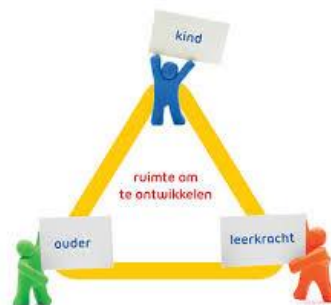 kind
ruimte om
te ontwikkelen
ouder
leerkracht